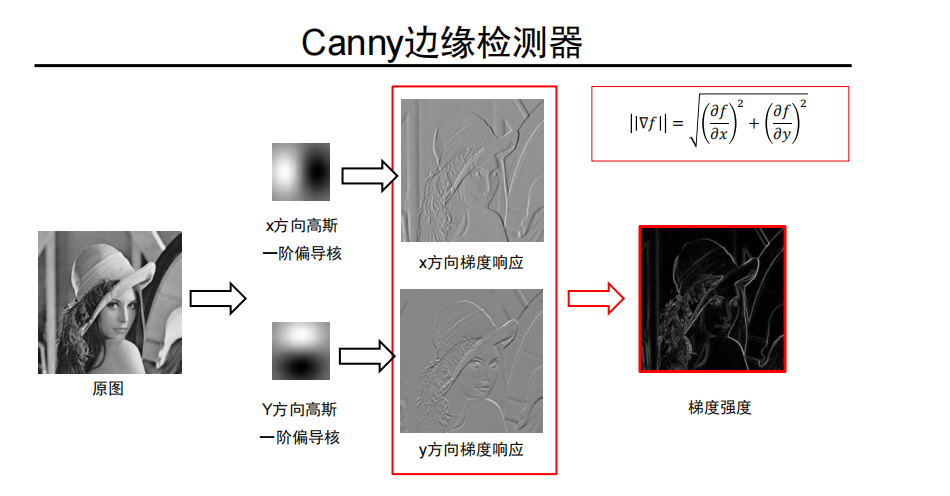 Canny边缘检测器
||∇f|| = √((∂f/∂x)² + (∂f/∂y)²)
x方向高斯
一阶偏导核
x方向梯度响应
原图
Y方向高斯
一阶偏导核
y方向梯度响应
梯度强度